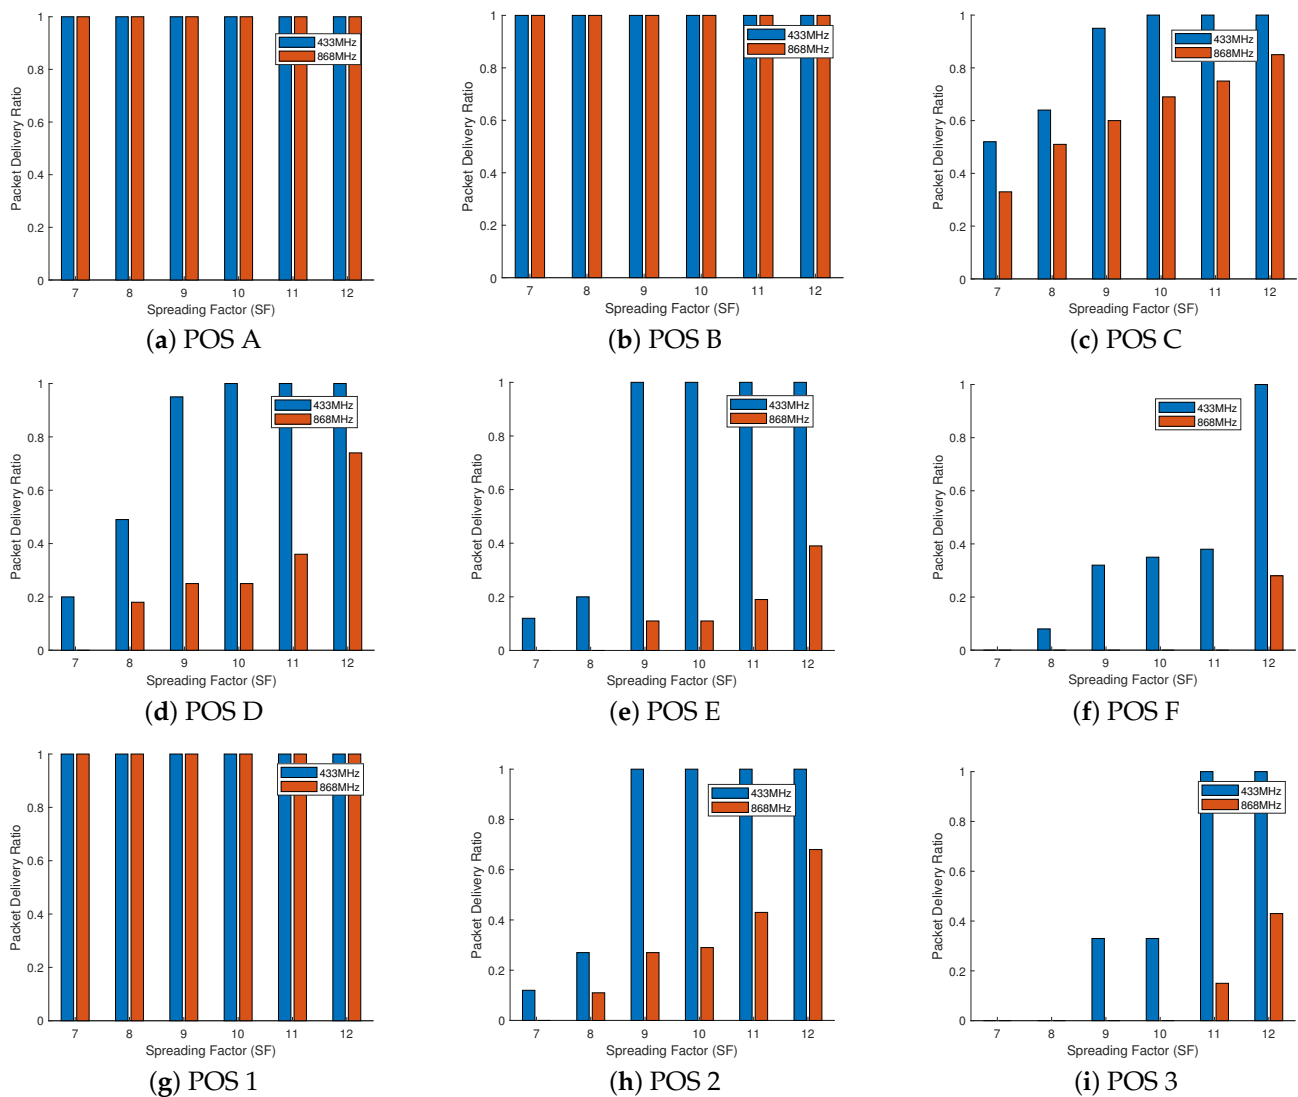 1
0.8
0.6
0.4
0.2
0
Packet Delivery Ratio
433MHz
868MHz
7 8 9 10 11 12
Spreading Factor (SF)
(a) POS A
1
0.8
0.6
0.4
0.2
0
Packet Delivery Ratio
433MHz
868MHz
7 8 9 10 11 12
Spreading Factor (SF)
(b) POS B
1
0.8
0.6
0.4
0.2
0
Packet Delivery Ratio
433MHz
868MHz
7 8 9 10 11 12
Spreading Factor (SF)
(c) POS C
1
0.8
0.6
0.4
0.2
0
Packet Delivery Ratio
433MHz
868MHz
7 8 9 10 11 12
Spreading Factor (SF)
(d) POS D
1
0.8
0.6
0.4
0.2
0
Packet Delivery Ratio
433MHz
868MHz
7 8 9 10 11 12
Spreading Factor (SF)
(e) POS E
1
0.8
0.6
0.4
0.2
0
Packet Delivery Ratio
433MHz
868MHz
7 8 9 10 11 12
Spreading Factor (SF)
(f) POS F
1
0.8
0.6
0.4
0.2
0
Packet Delivery Ratio
433MHz
868MHz
7 8 9 10 11 12
Spreading Factor (SF)
(g) POS 1
1
0.8
0.6
0.4
0.2
0
Packet Delivery Ratio
433MHz
868MHz
7 8 9 10 11 12
Spreading Factor (SF)
(h) POS 2
1
0.8
0.6
0.4
0.2
0
Packet Delivery Ratio
433MHz
868MHz
7 8 9 10 11 12
Spreading Factor (SF)
(i) POS 3